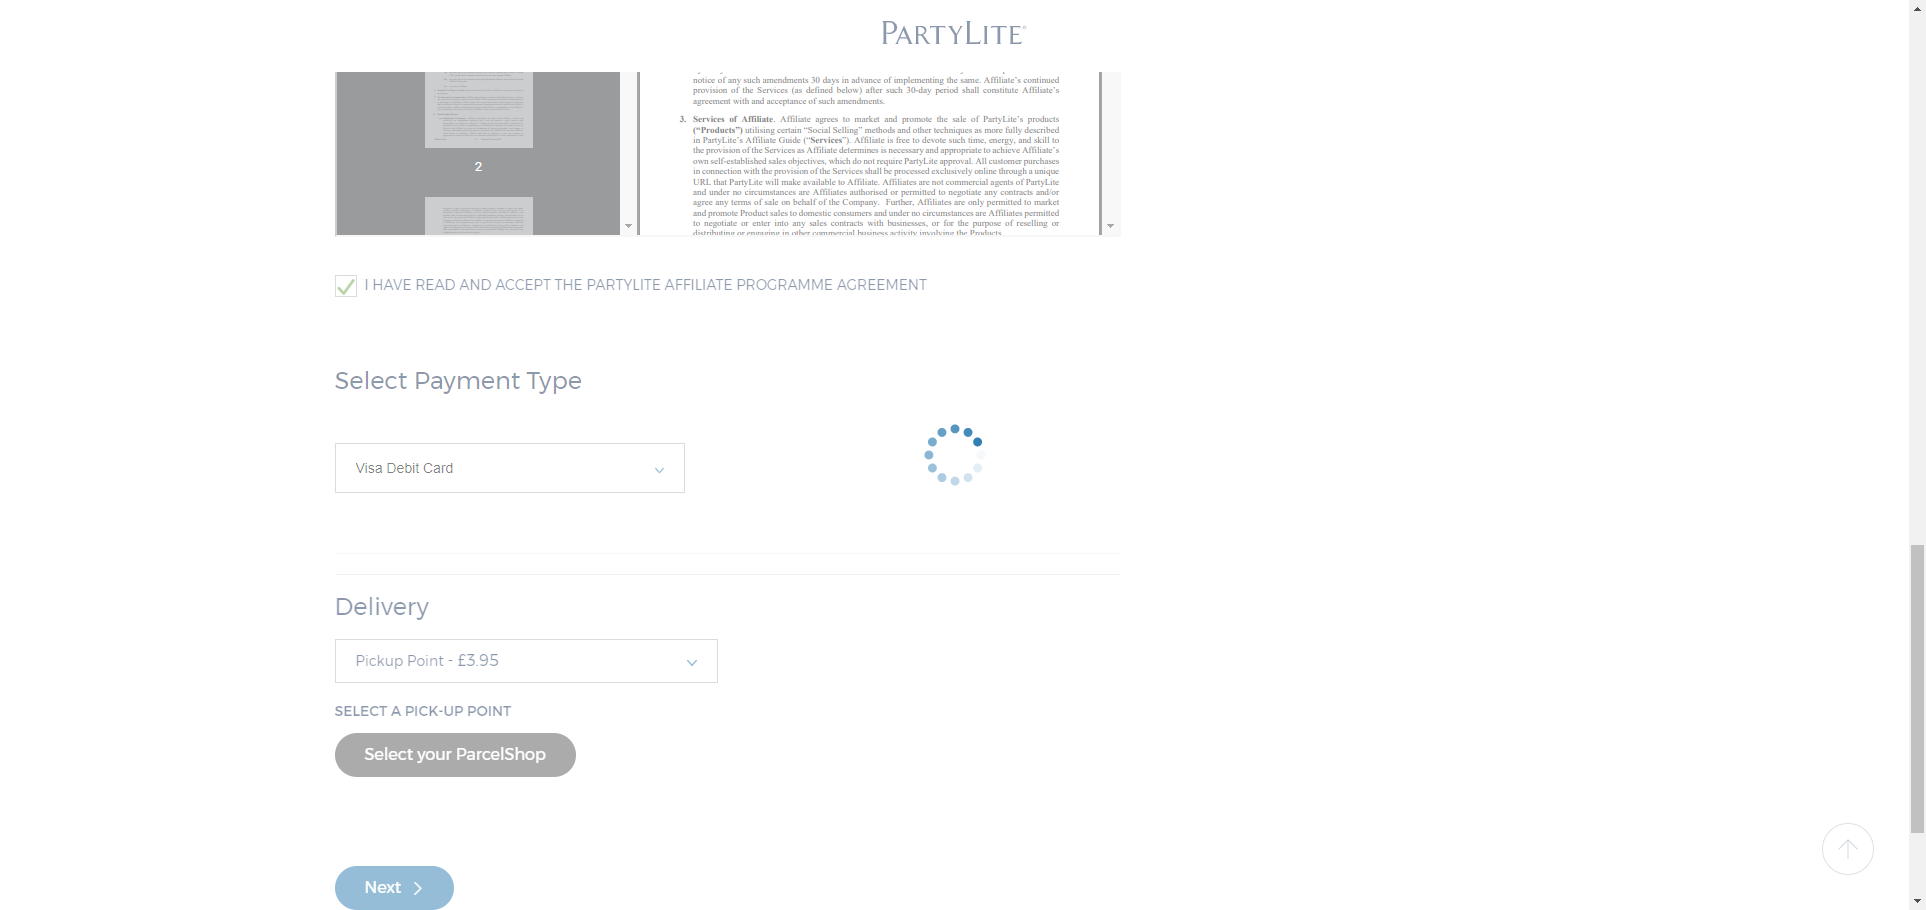 PARTYLITE
notice of any such amendments 30 days in advance of implementing the same. Affiliate's continued
provision of the Services (as defined below) after such 30-day period shall constitute Affiliate's
agreement with and acceptance of such amendments.
3. Services of Affiliate. Affiliate agrees to market and promote the sale of PartyLite's products
("Products") utilising certain "Social Selling" methods and other techniques as more fully described
in PartyLite's Affiliate Guide ("Services"). Affiliate is free to devote such time, energy, and skill to
the provision of the Services as Affiliate determines is necessary and appropriate to achieve Affiliate's
own self-established sales objectives, which do not require PartyLite approval. All customer purchases
in connection with the provision of the Services shall be processed exclusively online through a unique
URL that PartyLite will make available to Affiliate. Affiliates are not commercial agents of PartyLite
and under no circumstances are Affiliates authorised or permitted to negotiate any contracts and/or
agree any terms of sale on behalf of the Company. Further, Affiliates are only permitted to market
and promote Product sales to domestic consumers and under no circumstances are Affiliates permitted
to negotiate or enter into any sales contracts with businesses, or for the purpose of reselling or
distributing or engaging in other commercial business activity involving the Products.
2
I HAVE READ AND ACCEPT THE PARTYLITE AFFILIATE PROGRAMME AGREEMENT
Select Payment Type
Visa Debit Card
Delivery
Pickup Point - £3.95
SELECT A PICK-UP POINT
Select your ParcelShop
Next